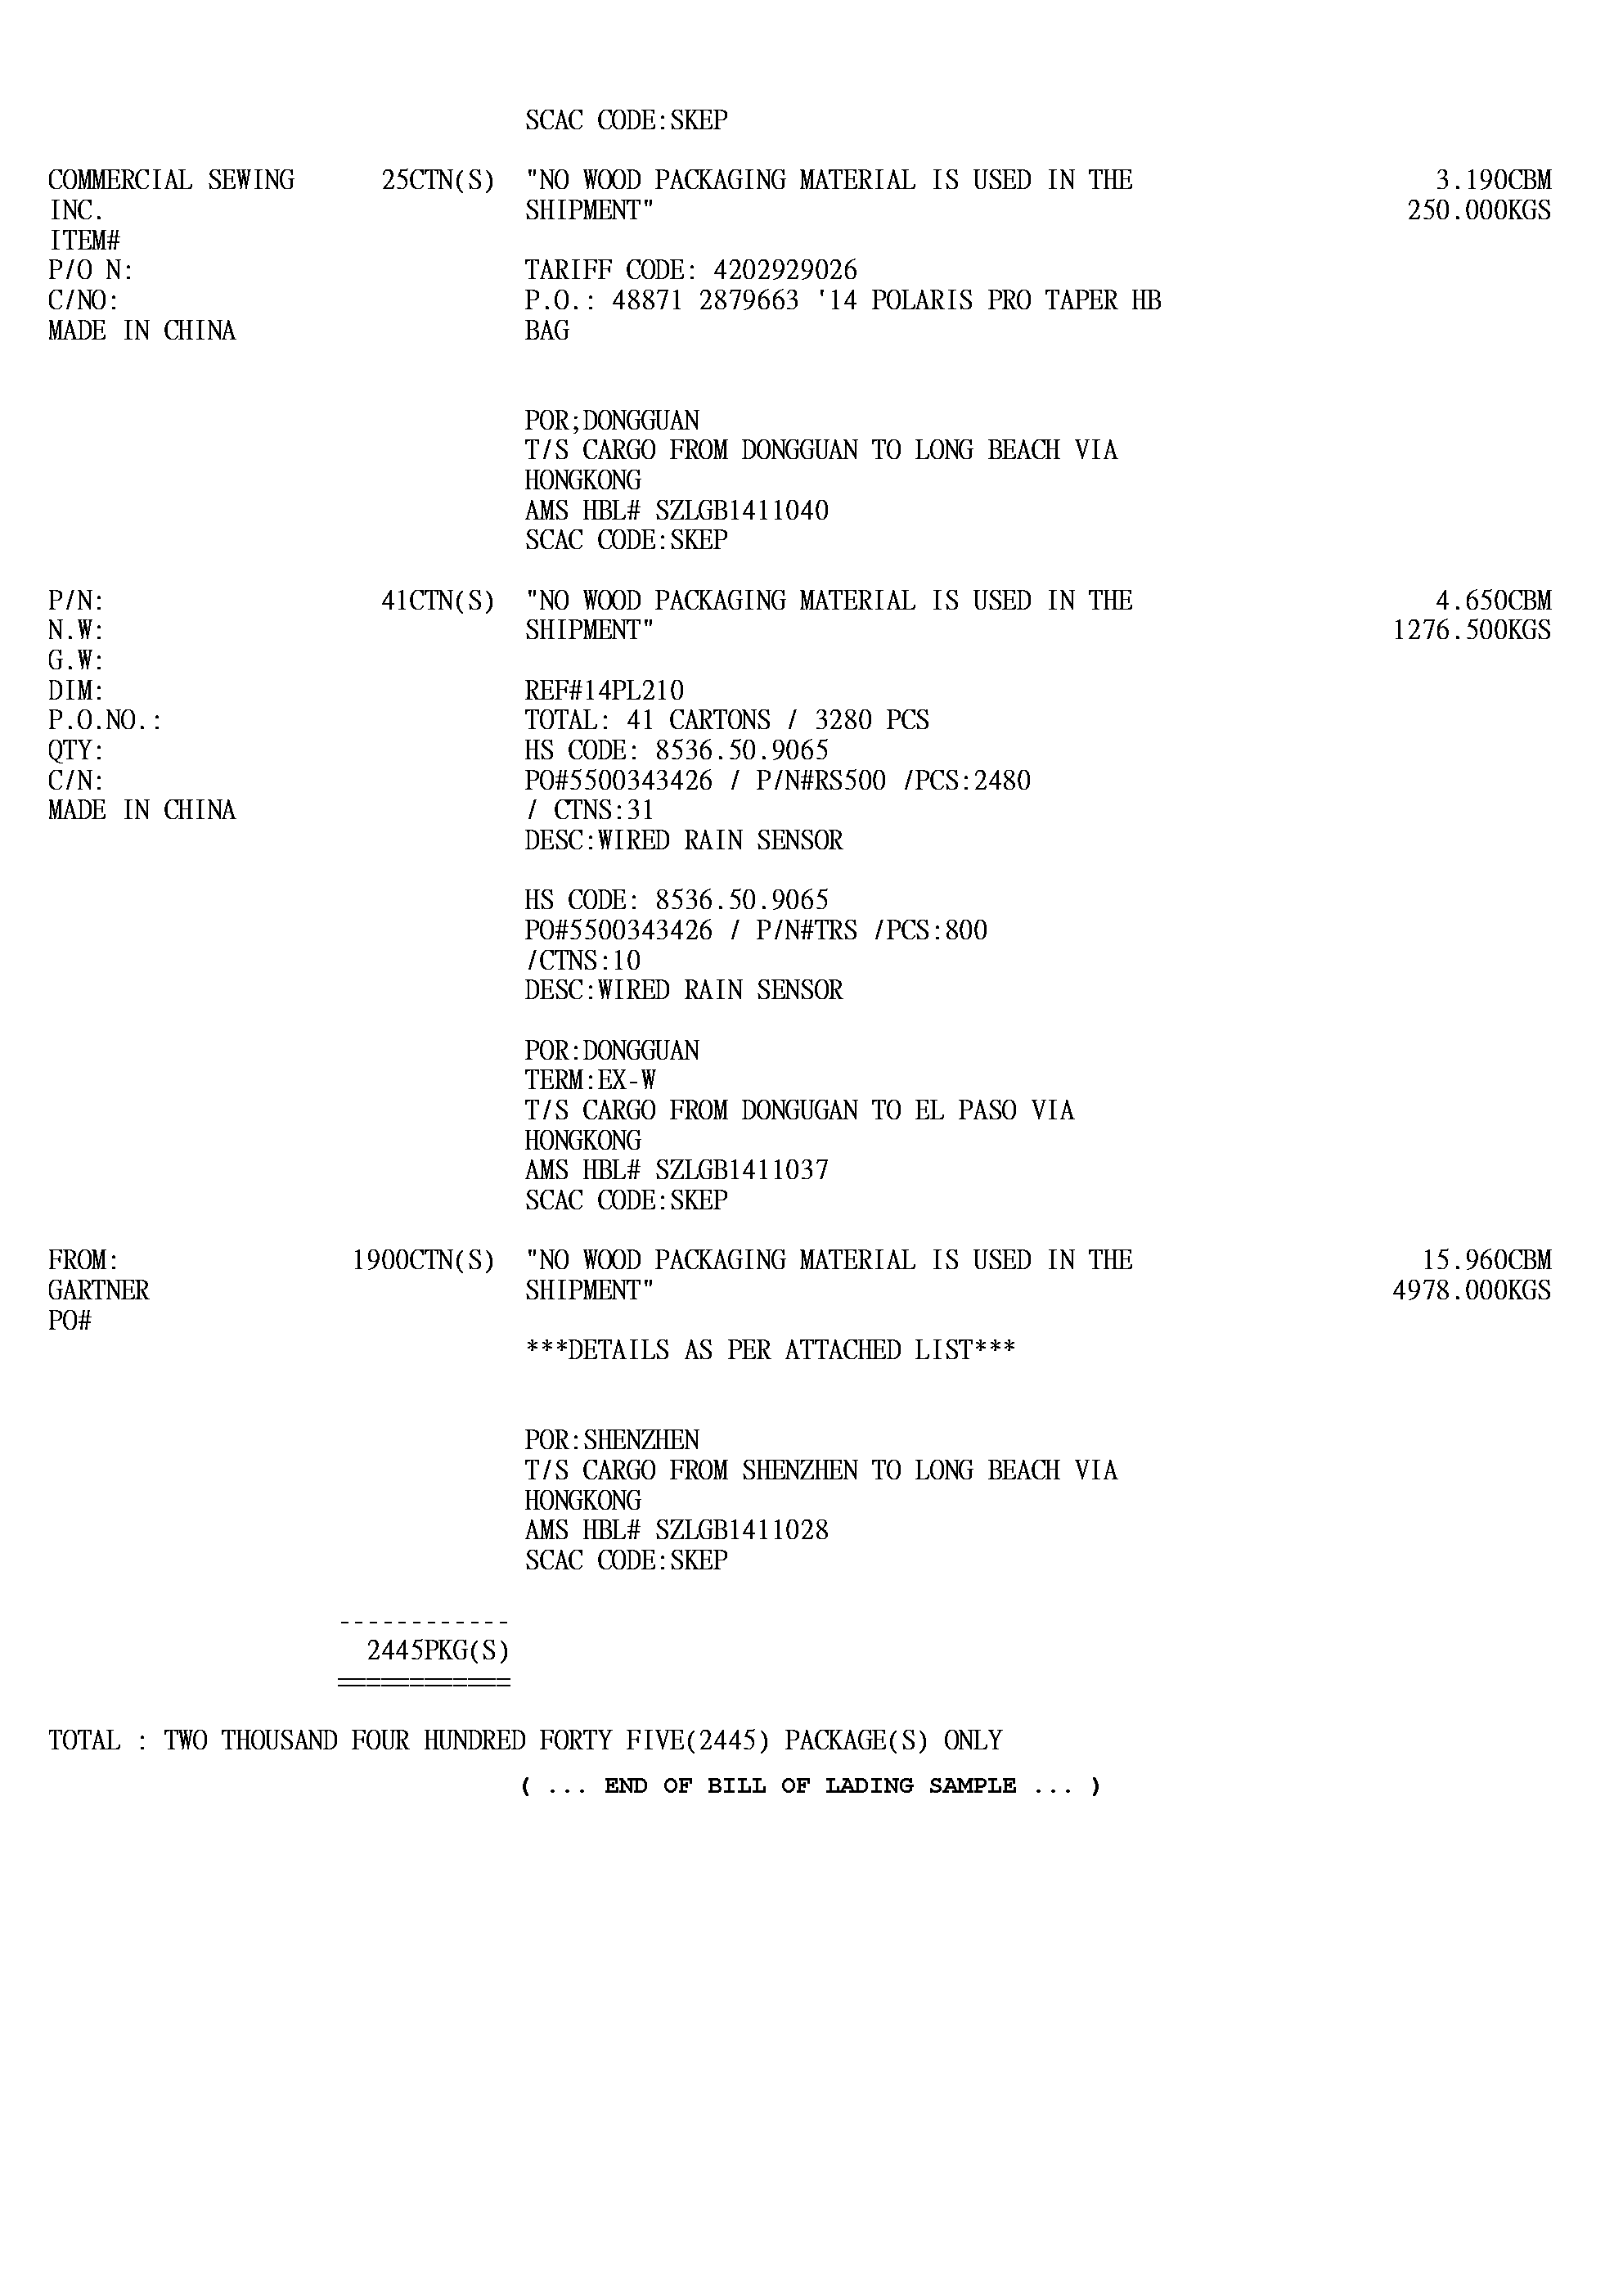 SCAC CODE:SKEP
COMMERCIAL SEWING 25CTN(S) "NO WOOD PACKAGING MATERIAL IS USED IN THE 3.190CBM
INC. SHIPMENT" 250.000KGS
ITEM#
P/O N: TARIFF CODE: 4202929026
C/NO: P.O.: 48871 2879663 '14 POLARIS PRO TAPER HB
MADE IN CHINA BAG
POR;DONGGUAN
T/S CARGO FROM DONGGUAN TO LONG BEACH VIA
HONGKONG
AMS HBL# SZLGB1411040
SCAC CODE:SKEP
P/N: 41CTN(S) "NO WOOD PACKAGING MATERIAL IS USED IN THE 4.650CBM
N.W: SHIPMENT" 1276.500KGS
G.W:
DIM: REF#14PL210
P.O.NO.: TOTAL: 41 CARTONS / 3280 PCS
QTY: HS CODE: 8536.50.9065
C/N: PO#5500343426 / P/N#RS500 /PCS:2480
MADE IN CHINA / CTNS:31
DESC:WIRED RAIN SENSOR
HS CODE: 8536.50.9065
PO#5500343426 / P/N#TRS /PCS:800
/CTNS:10
DESC:WIRED RAIN SENSOR
POR:DONGGUAN
TERM:EX-W
T/S CARGO FROM DONGUGAN TO EL PASO VIA
HONGKONG
AMS HBL# SZLGB1411037
SCAC CODE:SKEP
FROM: 1900CTN(S) "NO WOOD PACKAGING MATERIAL IS USED IN THE 15.960CBM
GARTNER SHIPMENT" 4978.000KGS
PO#
***DETAILS AS PER ATTACHED LIST***
POR:SHENZHEN
T/S CARGO FROM SHENZHEN TO LONG BEACH VIA
HONGKONG
AMS HBL# SZLGB1411028
SCAC CODE:SKEP
------------
2445PKG(S)
============
TOTAL : TWO THOUSAND FOUR HUNDRED FORTY FIVE(2445) PACKAGE(S) ONLY
( ... END OF BILL OF LADING SAMPLE ... )